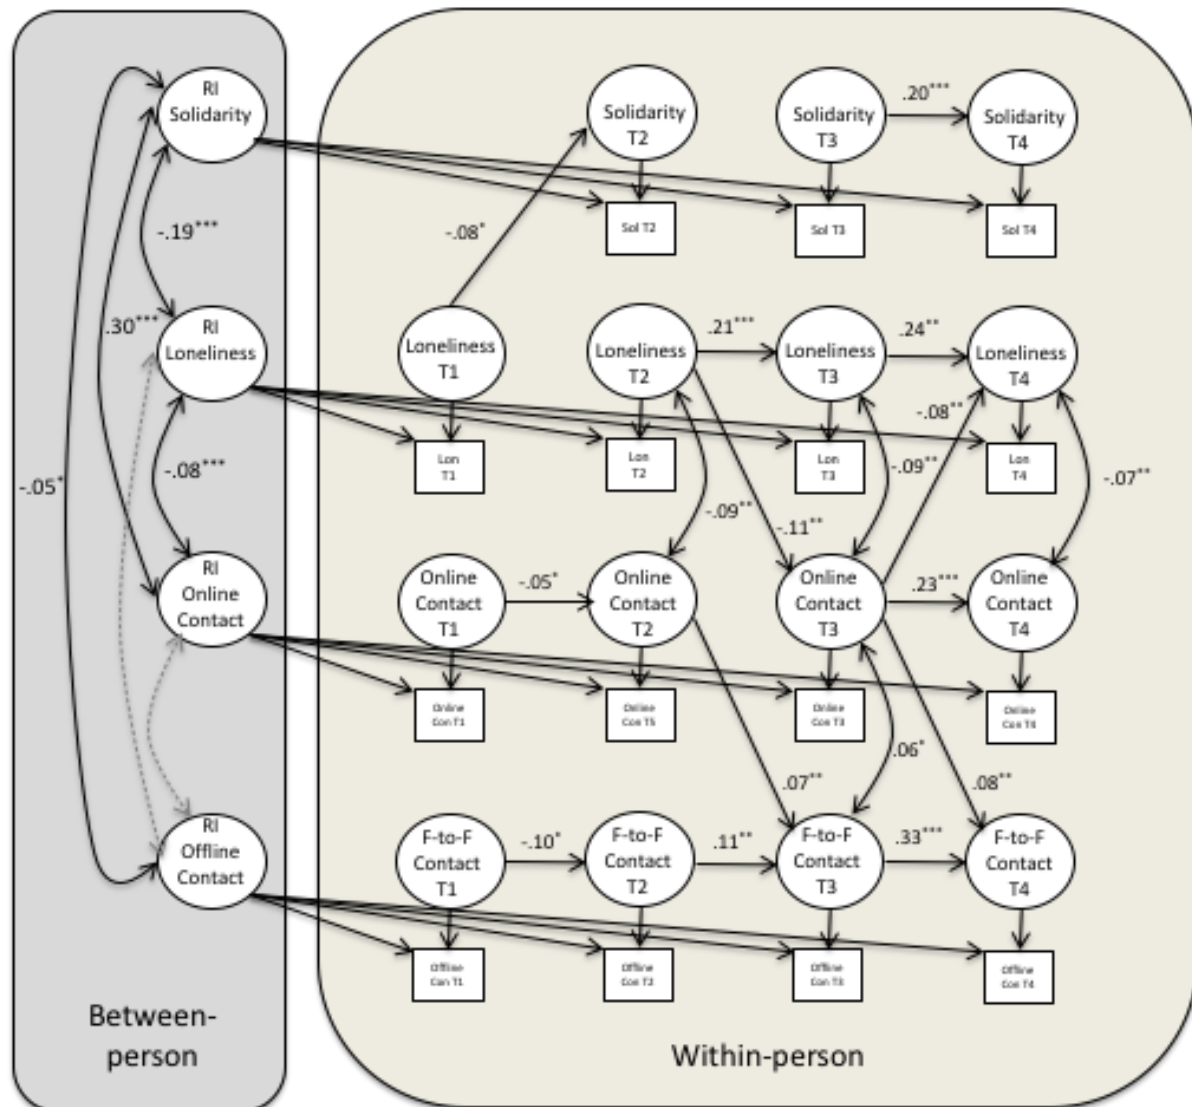 RI
Solidarity
Solidarity
T2
Solidarity
T3
.20***
Solidarity
T4
Sol T2
Sol T3
Sol T4
-.19***
-.08*
.30***
RI
Loneliness
Loneliness
T1
Loneliness
T2
.21***
Loneliness
T3
.24**
Loneliness
T4
-.08**
Lon
T1
Lon
T2
Lon
T3
Lon
T4
-.05*
-.08***
-.09**
-.07**
-.09**
-.11**
RI
Online
Contact
Online
Contact
T1
-.05*
Online
Contact
T2
Online
Contact
T3
.23***
Online
Contact
T4
Online
Con T1
Online
Con T5
Online
Con T3
Online
Con T4
.07**
.06*
.08**
RI
Offline
Contact
F-to-F
Contact
T1
-.10*
F-to-F
Contact
T2
.11**
F-to-F
Contact
T3
.33***
F-to-F
Contact
T4
Offline
Con T1
Offline
Con T2
Offline
Con T3
Offline
Con T4
Between-
person
Within-person